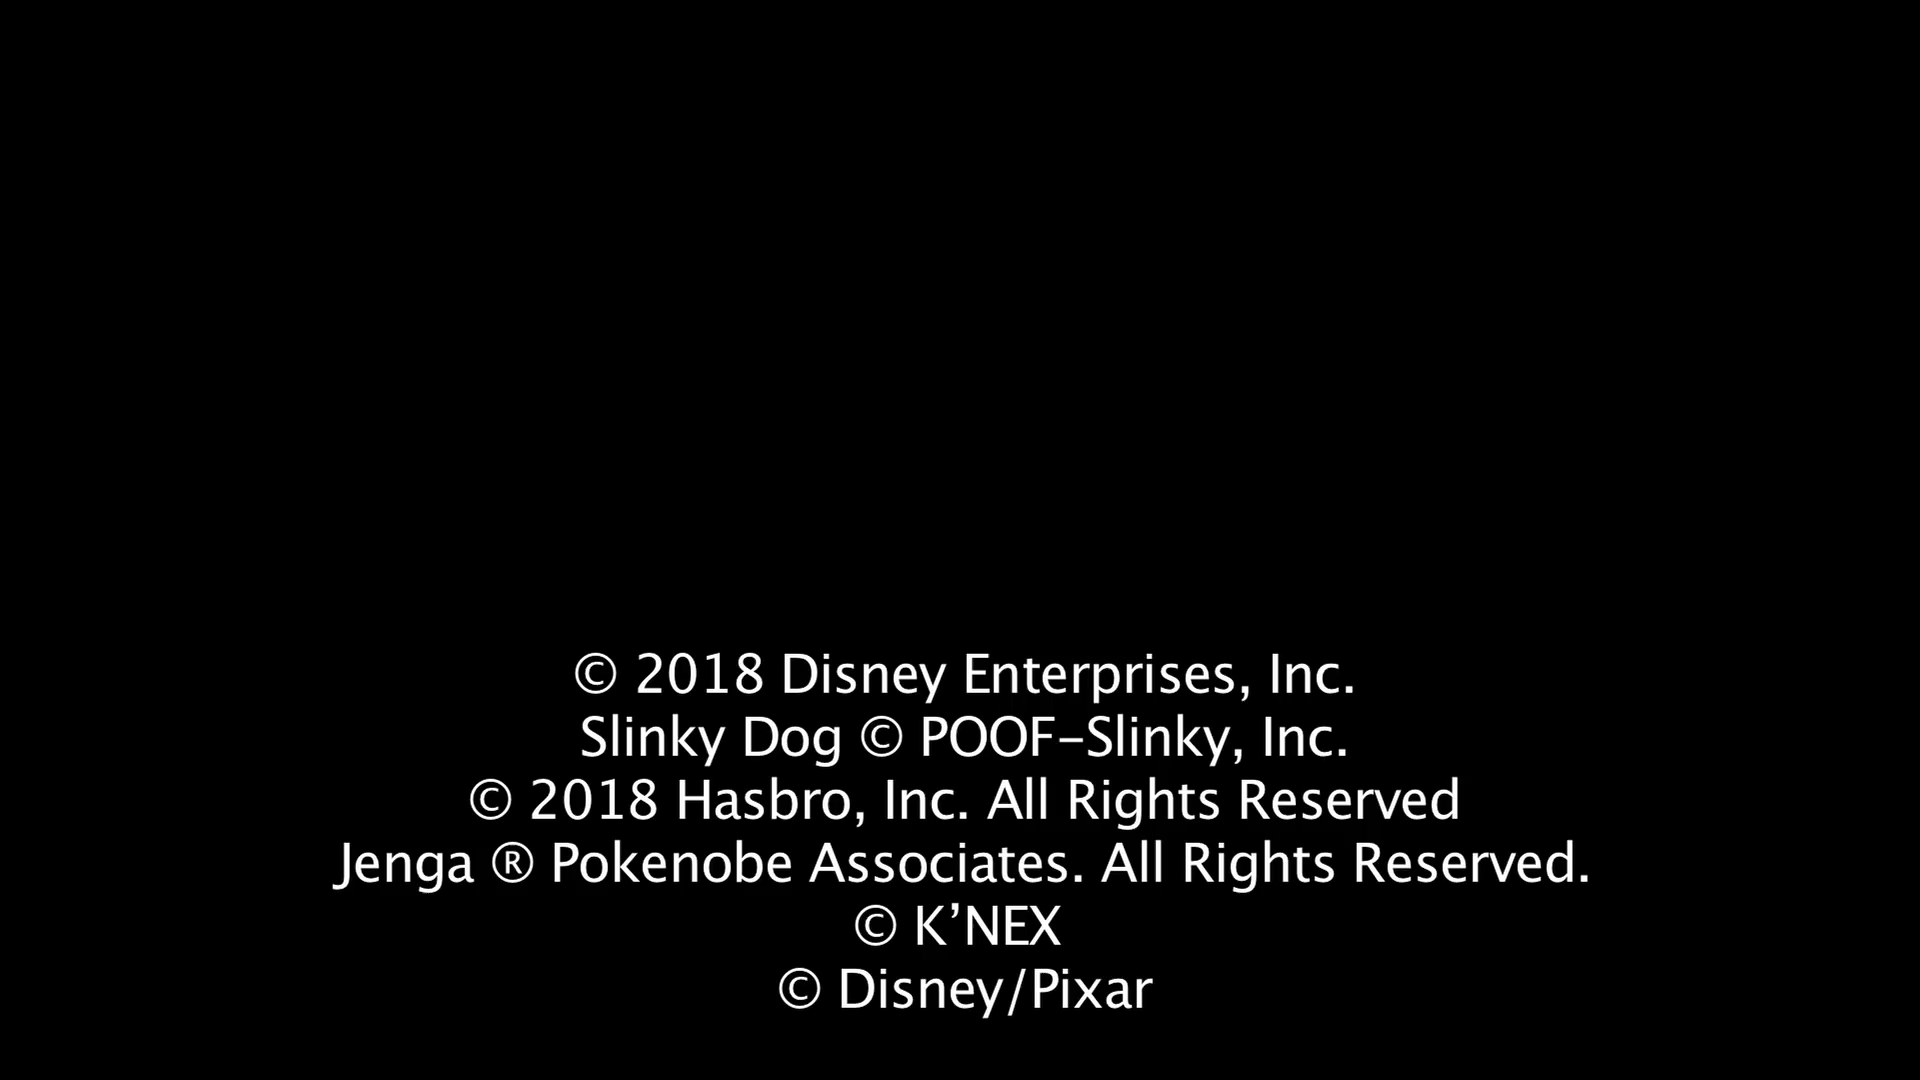 © 2018 Disney Enterprises, Inc.
Slinky Dog © POOF-Slinky, Inc.
© 2018 Hasbro, Inc. All Rights Reserved
Jenga ® Pokenobe Associates. All Rights Reserved.
© K’NEX
© Disney/Pixar